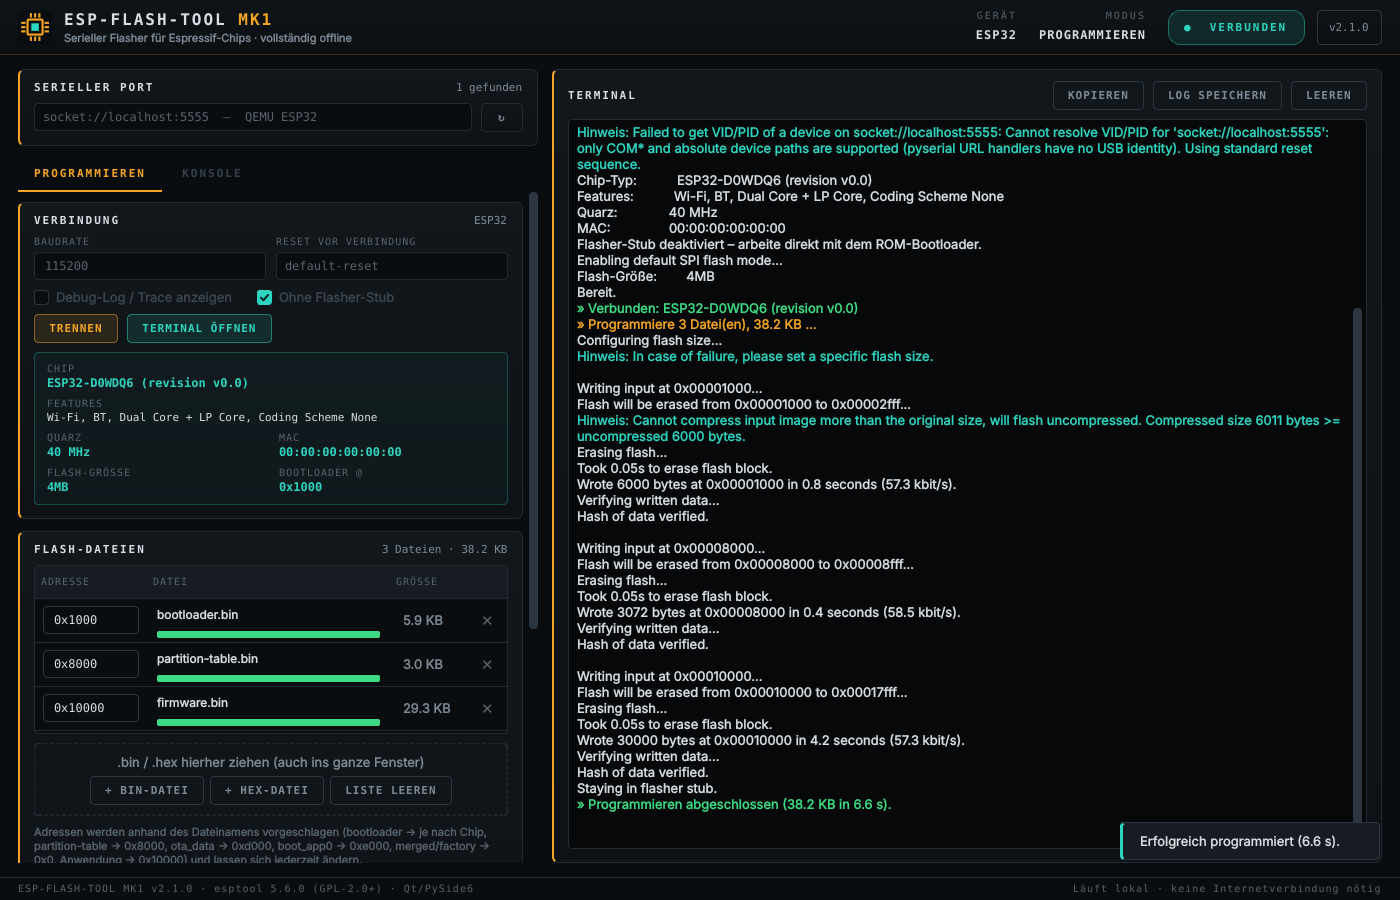 ESP-FLASH-TOOL MK1
Serieller Flasher für Espressif-Chips · vollständig offline
GERÄT
ESP32
MODUS
PROGRAMMIEREN
● VERBUNDEN
v2.1.0
SERIELLER PORT
1 gefunden
socket://localhost:5555 — QEMU ESP32
↻
PROGRAMMIEREN
KONSOLE
VERBINDUNG
ESP32
BAUDRATE
RESET VOR VERBINDUNG
115200
default-reset
Debug-Log / Trace anzeigen
Ohne Flasher-Stub
TRENNEN
TERMINAL ÖFFNEN
CHIP
ESP32-D0WDQ6 (revision v0.0)
FEATURES
Wi-Fi, BT, Dual Core + LP Core, Coding Scheme None
QUARZ
MAC
40 MHz
00:00:00:00:00:00
FLASH-GRÖSSE
BOOTLOADER @
4MB
0x1000
FLASH-DATEIEN
3 Dateien · 38.2 KB
ADRESSE
DATEI
GRÖSSE
0x1000
bootloader.bin
5.9 KB
×
0x8000
partition-table.bin
3.0 KB
×
0x10000
firmware.bin
29.3 KB
×
.bin / .hex hierher ziehen (auch ins ganze Fenster)
+ BIN-DATEI
+ HEX-DATEI
LISTE LEEREN
Adressen werden anhand des Dateinamens vorgeschlagen (bootloader → je nach Chip,
partition-table → 0x8000, ota_data → 0xd000, boot_app0 → 0xe000, merged/factory →
0x0, Anwendung → 0x10000) und lassen sich jederzeit ändern.
TERMINAL
KOPIEREN
LOG SPEICHERN
LEEREN
Hinweis: Failed to get VID/PID of a device on socket://localhost:5555: Cannot resolve VID/PID for 'socket://localhost:5555':
only COM* and absolute device paths are supported (pyserial URL handlers have no USB identity). Using standard reset
sequence.
Chip-Typ: ESP32-D0WDQ6 (revision v0.0)
Features: Wi-Fi, BT, Dual Core + LP Core, Coding Scheme None
Quarz: 40 MHz
MAC: 00:00:00:00:00:00
Flasher-Stub deaktiviert – arbeite direkt mit dem ROM-Bootloader.
Enabling default SPI flash mode...
Flash-Größe: 4MB
Bereit.
» Verbunden: ESP32-D0WDQ6 (revision v0.0)
» Programmiere 3 Datei(en), 38.2 KB ...
Configuring flash size...
Hinweis: In case of failure, please set a specific flash size.
Writing input at 0x00001000...
Flash will be erased from 0x00001000 to 0x00002fff...
Hinweis: Cannot compress input image more than the original size, will flash uncompressed. Compressed size 6011 bytes >=
uncompressed 6000 bytes.
Erasing flash...
Took 0.05s to erase flash block.
Wrote 6000 bytes at 0x00001000 in 0.8 seconds (57.3 kbit/s).
Verifying written data...
Hash of data verified.
Writing input at 0x00008000...
Flash will be erased from 0x00008000 to 0x00008fff...
Erasing flash...
Took 0.05s to erase flash block.
Wrote 3072 bytes at 0x00008000 in 0.4 seconds (58.5 kbit/s).
Verifying written data...
Hash of data verified.
Writing input at 0x00010000...
Flash will be erased from 0x00010000 to 0x00017fff...
Erasing flash...
Took 0.05s to erase flash block.
Wrote 30000 bytes at 0x00010000 in 4.2 seconds (57.3 kbit/s).
Verifying written data...
Hash of data verified.
Staying in flasher stub.
» Programmieren abgeschlossen (38.2 KB in 6.6 s).
Erfolgreich programmiert (6.6 s).
ESP-FLASH-TOOL MK1 v2.1.0 · esptool 5.6.0 (GPL-2.0+) · Qt/PySide6
Läuft lokal · keine Internetverbindung nötig